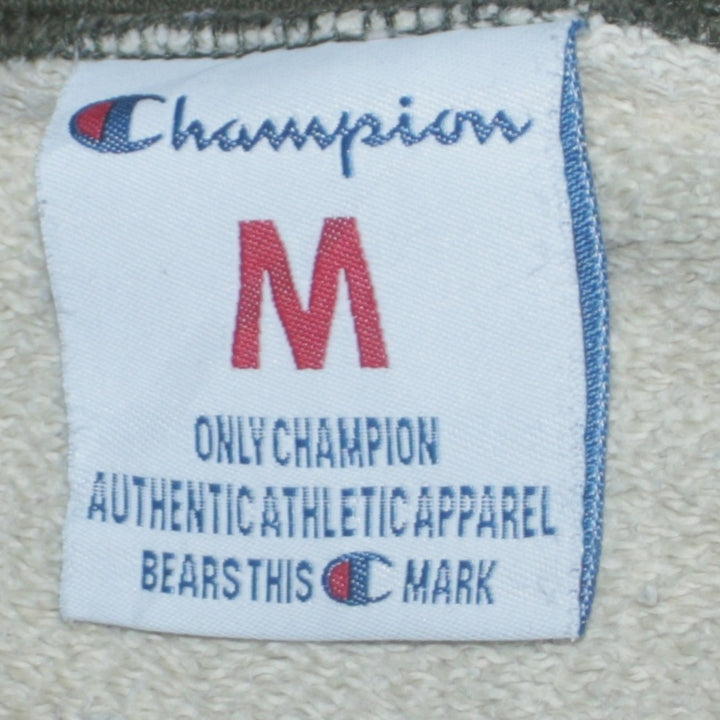 Champion
M
ONLY CHAMPION
AUTHENTIC ATHLETIC APPAREL
BEARS THIS C MARK